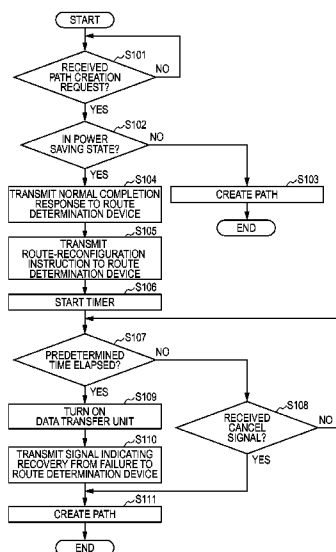 START
S101
RECEIVED
PATH CREATION
REQUEST?
NO
YES
S102
IN POWER
SAVING STATE?
NO
YES
S103
CREATE PATH
END
S104
TRANSMIT NORMAL COMPLETION
RESPONSE TO ROUTE
DETERMINATION DEVICE
S105
TRANSMIT
ROUTE-RECONFIGURATION
INSTRUCTION TO ROUTE
DETERMINATION DEVICE
S106
START TIMER
S107
PREDETERMINED
TIME ELAPSED?
NO
YES
S108
RECEIVED
CANCEL
SIGNAL?
NO
YES
S109
TURN ON
DATA TRANSFER UNIT
S110
TRANSMIT SIGNAL INDICATING
RECOVERY FROM FAILURE TO
ROUTE DETERMINATION DEVICE
S111
CREATE PATH
END